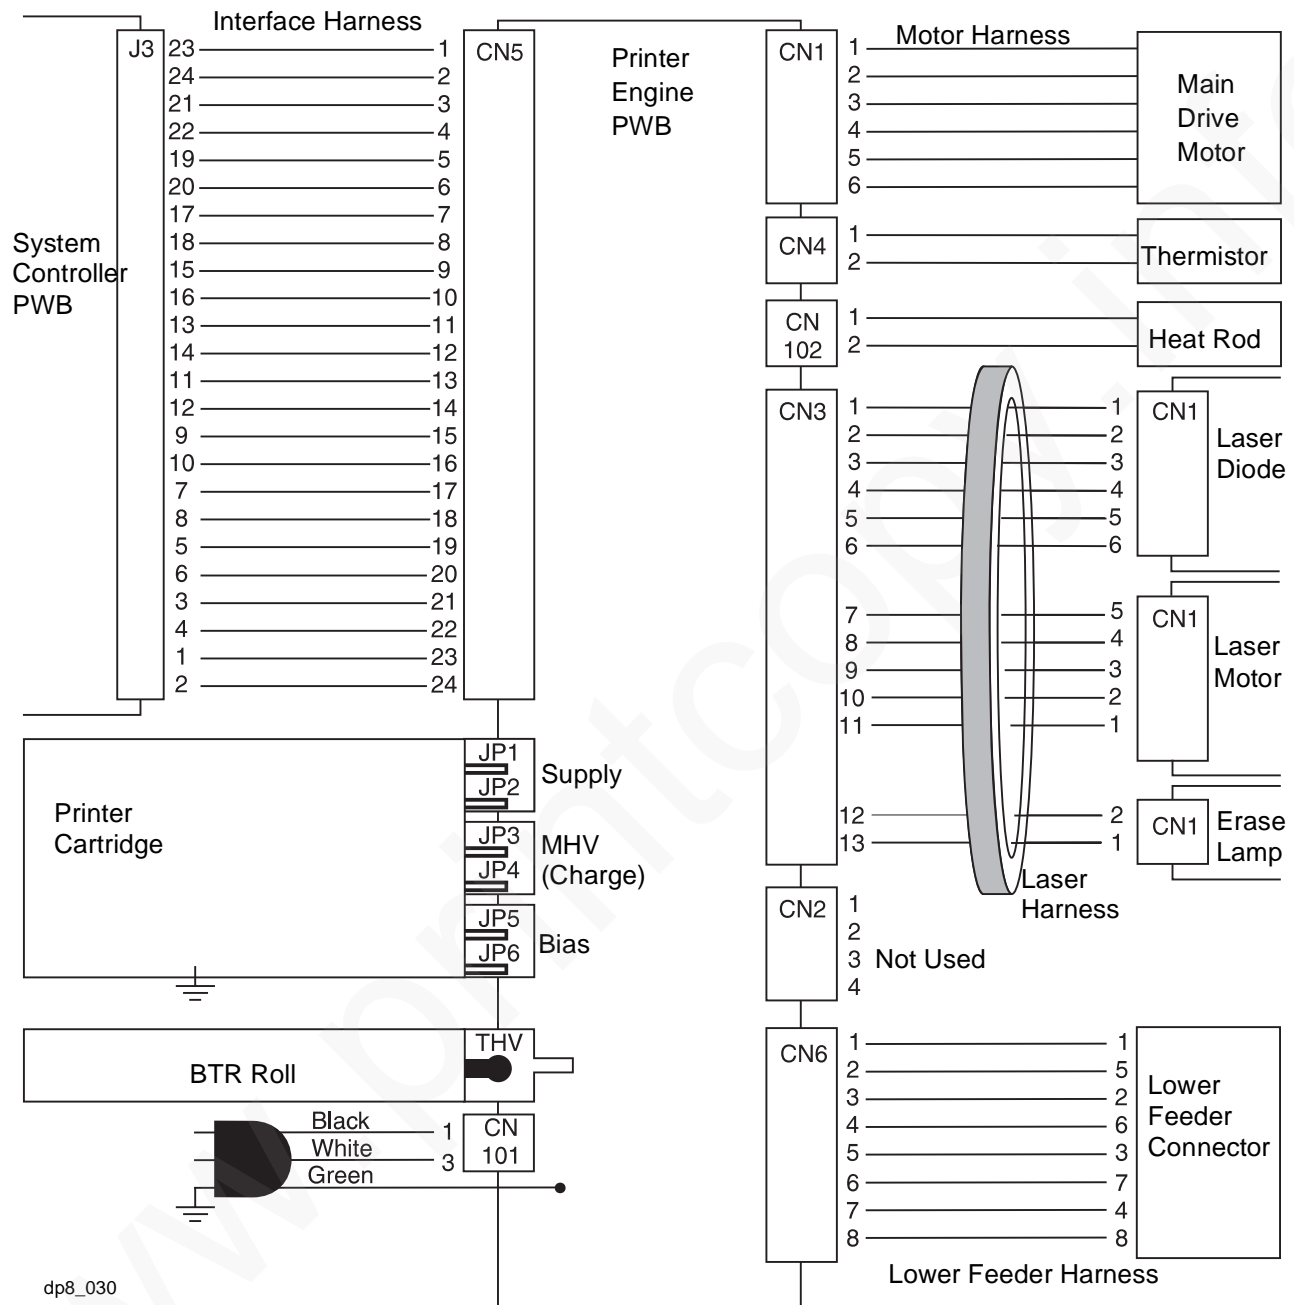 Interface Harness
J3
23 1
24 2
21 3
22 4
19 5
20 6
17 7
18 8
15 9
16 10
13 11
14 12
11 13
12 14
9 15
10 16
7 17
8 18
5 19
6 20
3 21
4 22
1 23
2 24
CN5
System
Controller
PWB
Printer
Engine
PWB
Printer
Cartridge
JP1
JP2
Supply
JP3
JP4
MHV
(Charge)
JP5
JP6
Bias
BTR Roll
THV
Black 1
White 3
Green
CN
101
Motor Harness
CN1
1
2
3
4
5
6
Main
Drive
Motor
CN4
1
2
Thermistor
CN
102
1
2
Heat Rod
CN3
1 1
2 2
3 3
4 4
5 5
6 6
CN1
Laser
Diode
7 5
8 4
9 3
10 2
11 1
CN1
Laser
Motor
12 2
13 1
CN1
Erase
Lamp
Laser
Harness
CN2
1
2
3
4
Not Used
CN6
1 1
2 5
3 2
4 6
5 3
6 7
7 4
8 8
Lower
Feeder
Connector
Lower Feeder Harness
dp8_030
www.printcopy.info